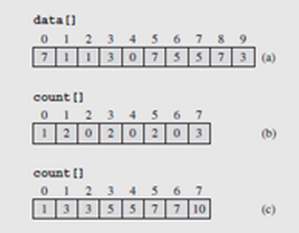 data[]
0 1 2 3 4 5 6 7 8 9
7 1 1 3 0 7 5 5 7 3 (a)
count[]
0 1 2 3 4 5 6 7
1 2 0 2 0 2 0 3 (b)
count[]
0 1 2 3 4 5 6 7
1 3 3 5 5 7 7 10 (c)